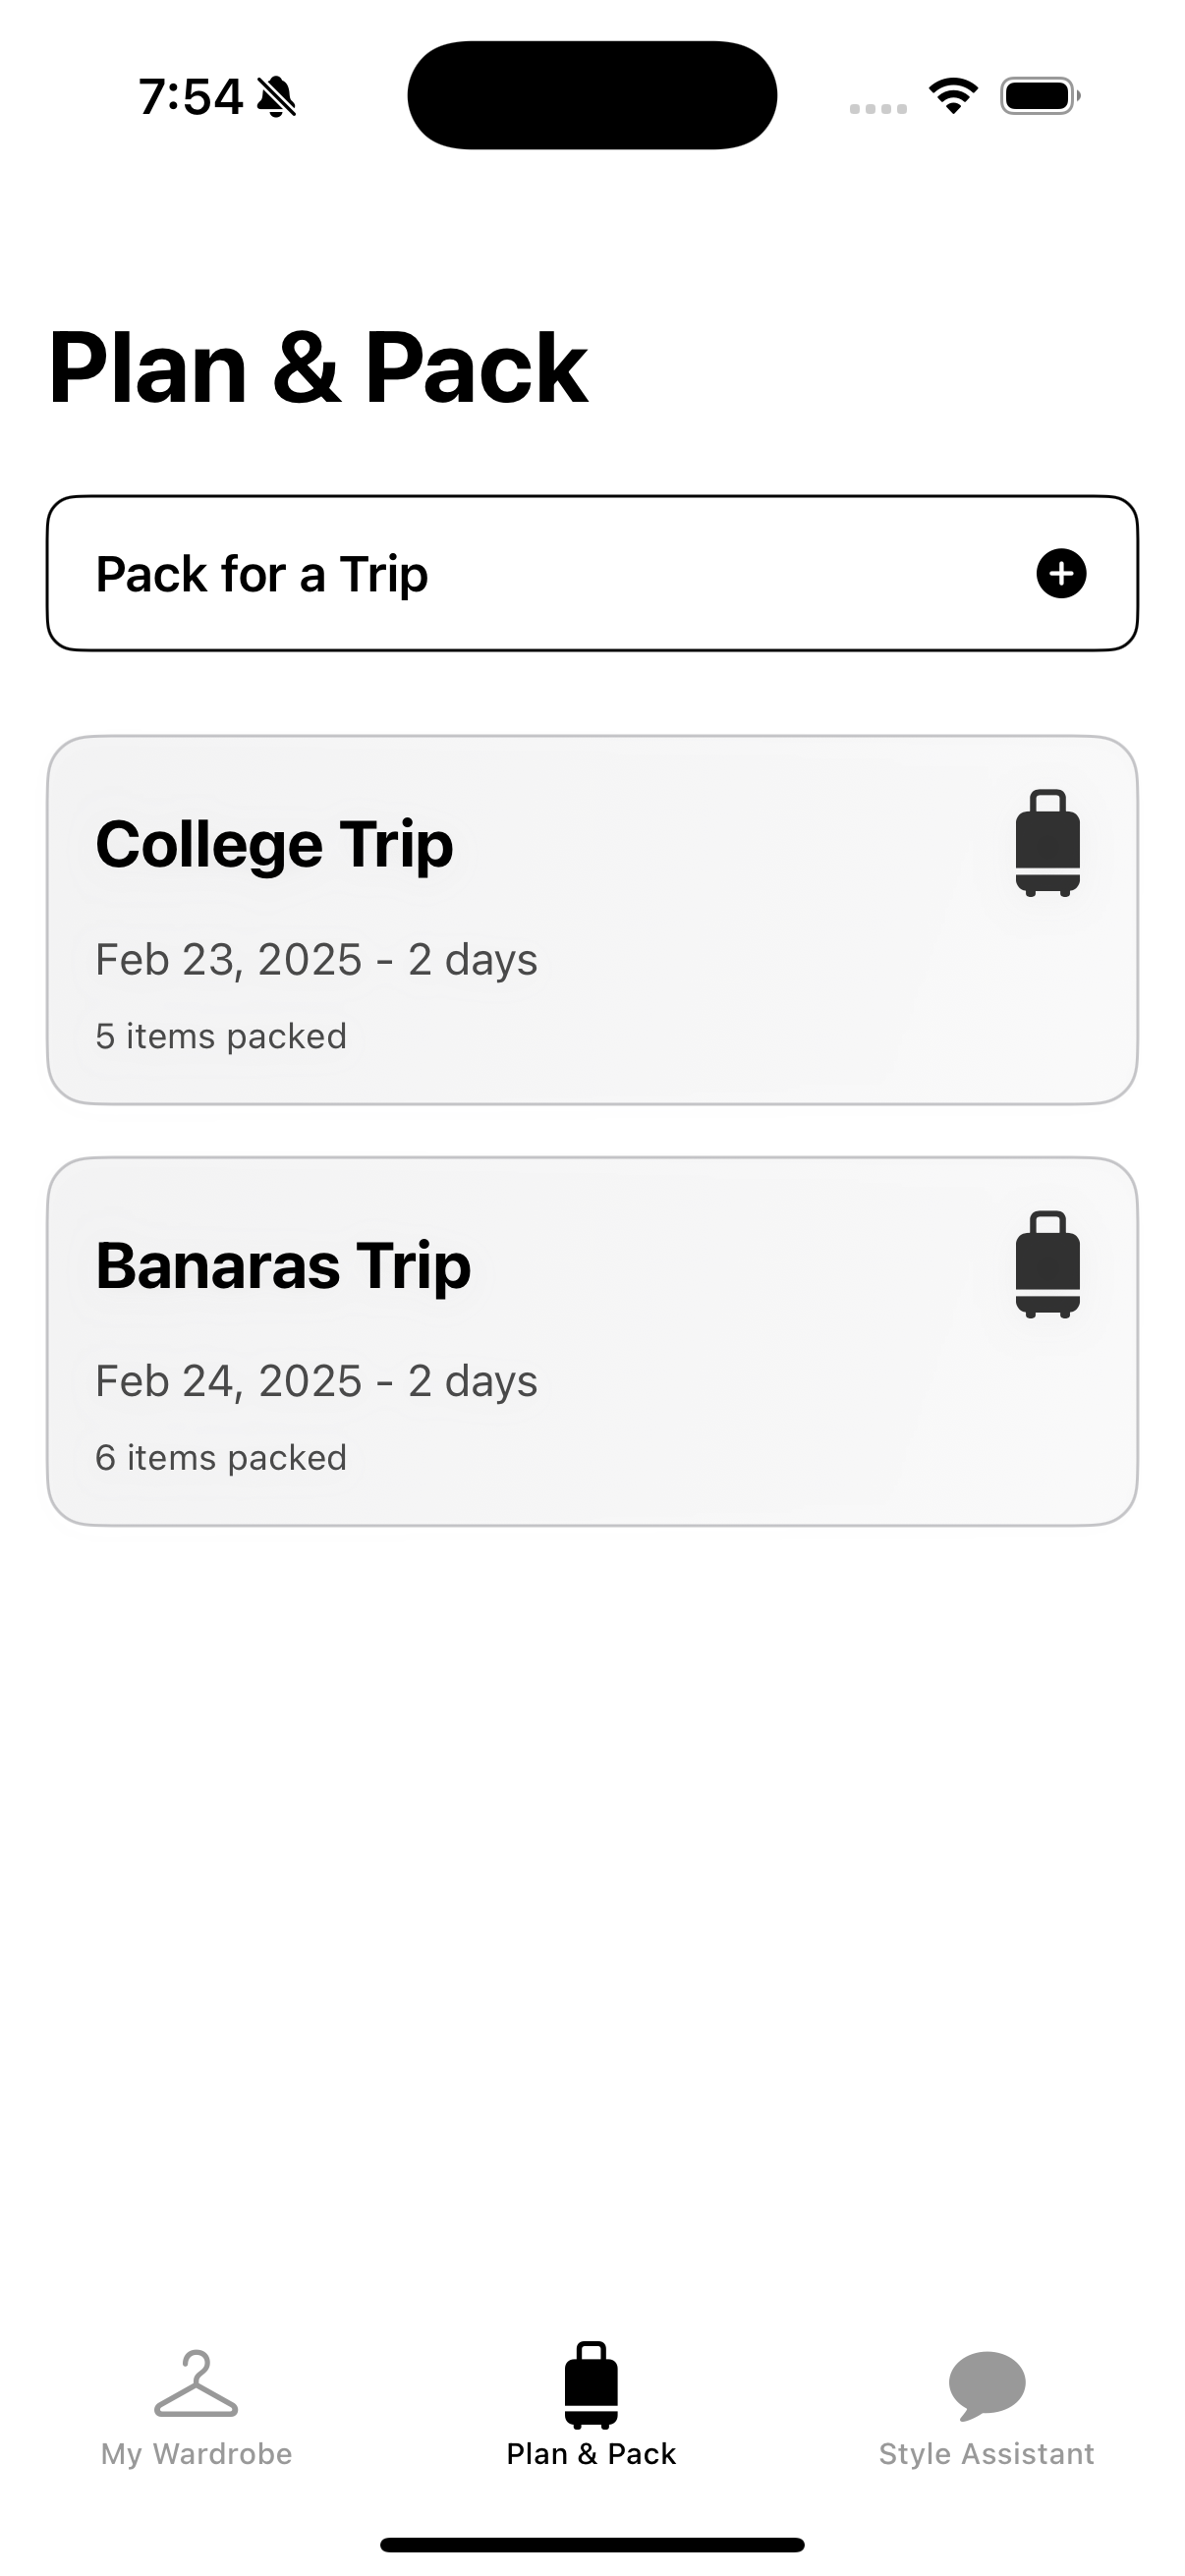 7:54
Plan & Pack
Pack for a Trip
College Trip
Feb 23, 2025 - 2 days
5 items packed
Banaras Trip
Feb 24, 2025 - 2 days
6 items packed
My Wardrobe
Plan & Pack
Style Assistant